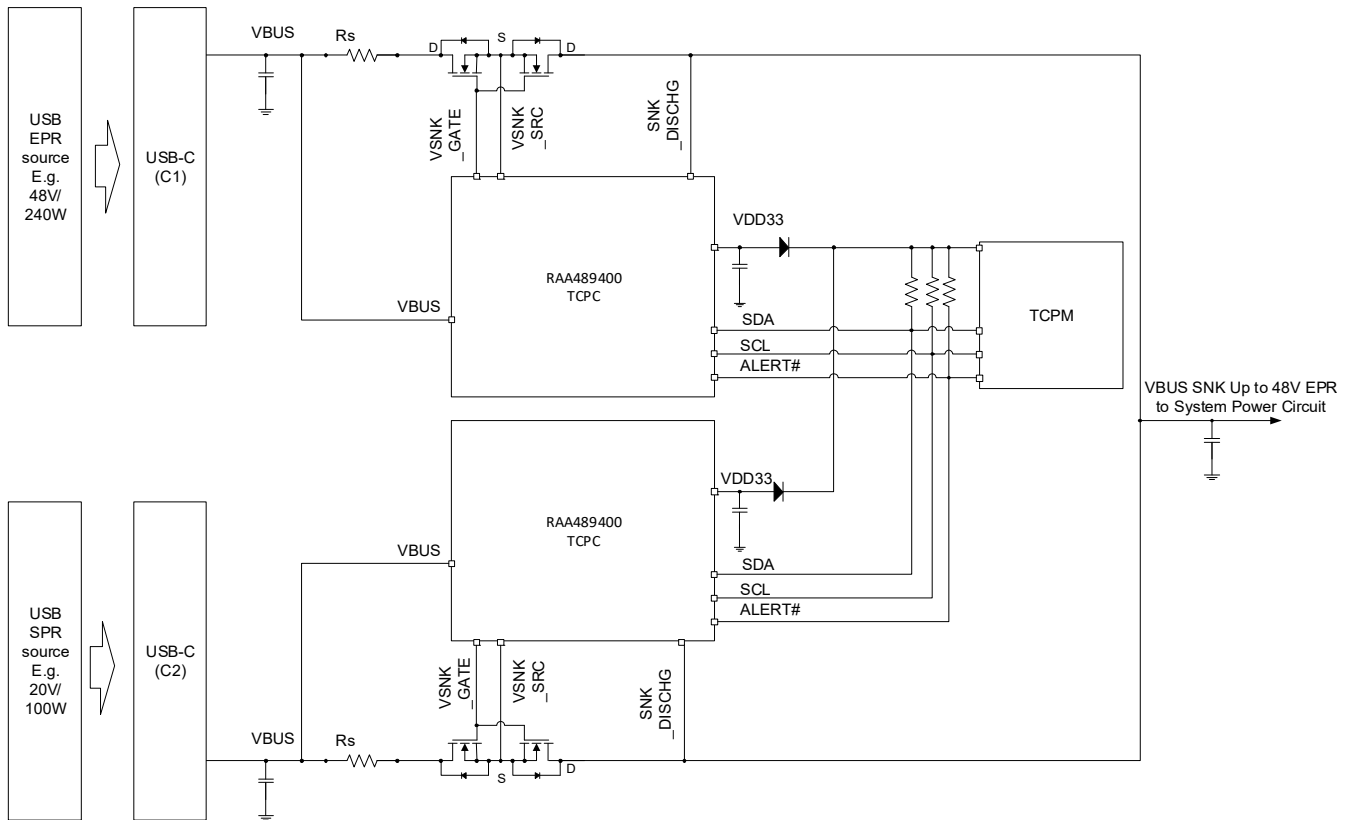 USB
EPR
source
E.g.
48V/
240W
USB-C
(C1)
VBUS
Rs
D
S
D
VSNK
_GATE
VSNK
_SRC
SNK
_DISCHG
VBUS
RAA489400
TCPC
VDD33
SDA
SCL
ALERT#
TCPM
VBUS SNK Up to 48V EPR
to System Power Circuit
USB
SPR
source
E.g.
20V/
100W
USB-C
(C2)
VBUS
RAA489400
TCPC
VDD33
SDA
SCL
ALERT#
VSNK
_GATE
VSNK
_SRC
SNK
_DISCHG
VBUS
Rs
S
D